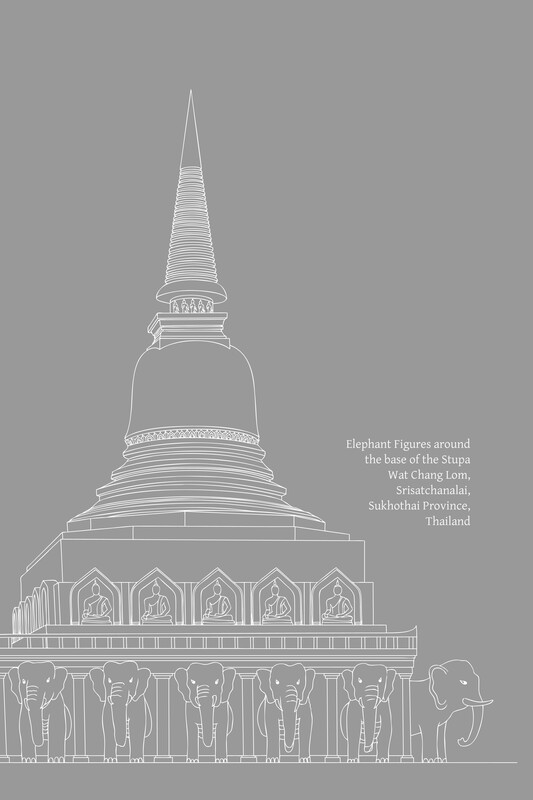 Elephant Figures around
the base of the Stupa
Wat Chang Lom,
Srisatchanalai,
Sukhothai Province,
Thailand